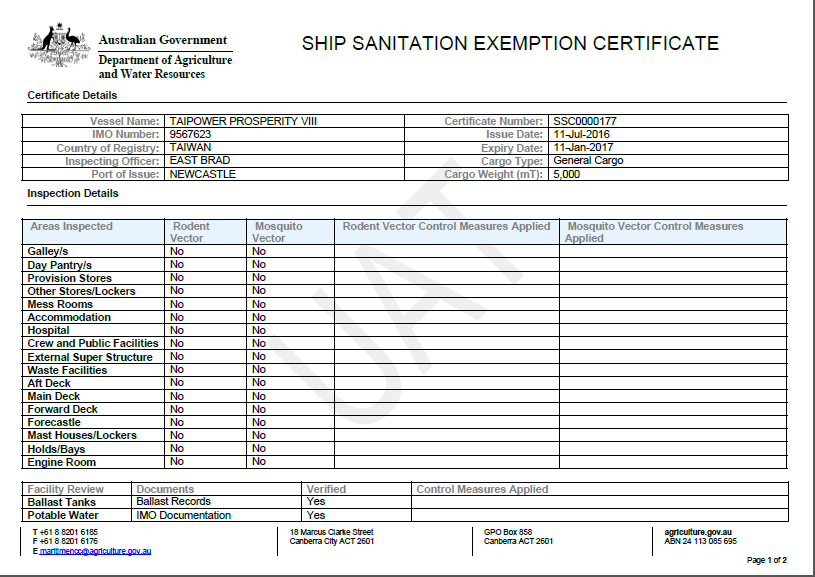 Australian Government
Department of Agriculture
and Water Resources
SHIP SANITATION EXEMPTION CERTIFICATE
Certificate Details
Vessel Name: TAIPOWER PROSPERITY VIII Certificate Number: SSC0000177
IMO Number: 9567623 Issue Date: 11-Jul-2016
Country of Registry: TAIWAN Expiry Date: 11-Jan-2017
Inspecting Officer: EAST BRAD Cargo Type: General Cargo
Port of Issue: NEWCASTLE Cargo Weight (mT): 5,000
Inspection Details
Areas Inspected Rodent Mosquito Rodent Vector Control Measures Applied Mosquito Vector Control Measures
Vector Vector Applied
Galley/s No No
Day Pantry/s No No
Provision Stores No No
Other Stores/Lockers No No
Mess Rooms No No
Accommodation No No
Hospital No No
Crew and Public Facilities No No
External Super Structure No No
Waste Facilities No No
Aft Deck No No
Main Deck No No
Forward Deck No No
Forecastle No No
Mast Houses/Lockers No No
Holds/Bays No No
Engine Room No No
UAT
Facility Review Documents Verified Control Measures Applied
Ballast Tanks Ballast Records Yes
Potable Water IMO Documentation Yes
T +61 8 8201 6185 18 Marcus Clarke Street GPO Box 858 agriculture.gov.au
F +61 8 8201 6176 Canberra City ACT 2601 Canberra ACT 2601 ABN 24 113 085 695
E maritimencc@agriculture.gov.au
Page 1 of 2